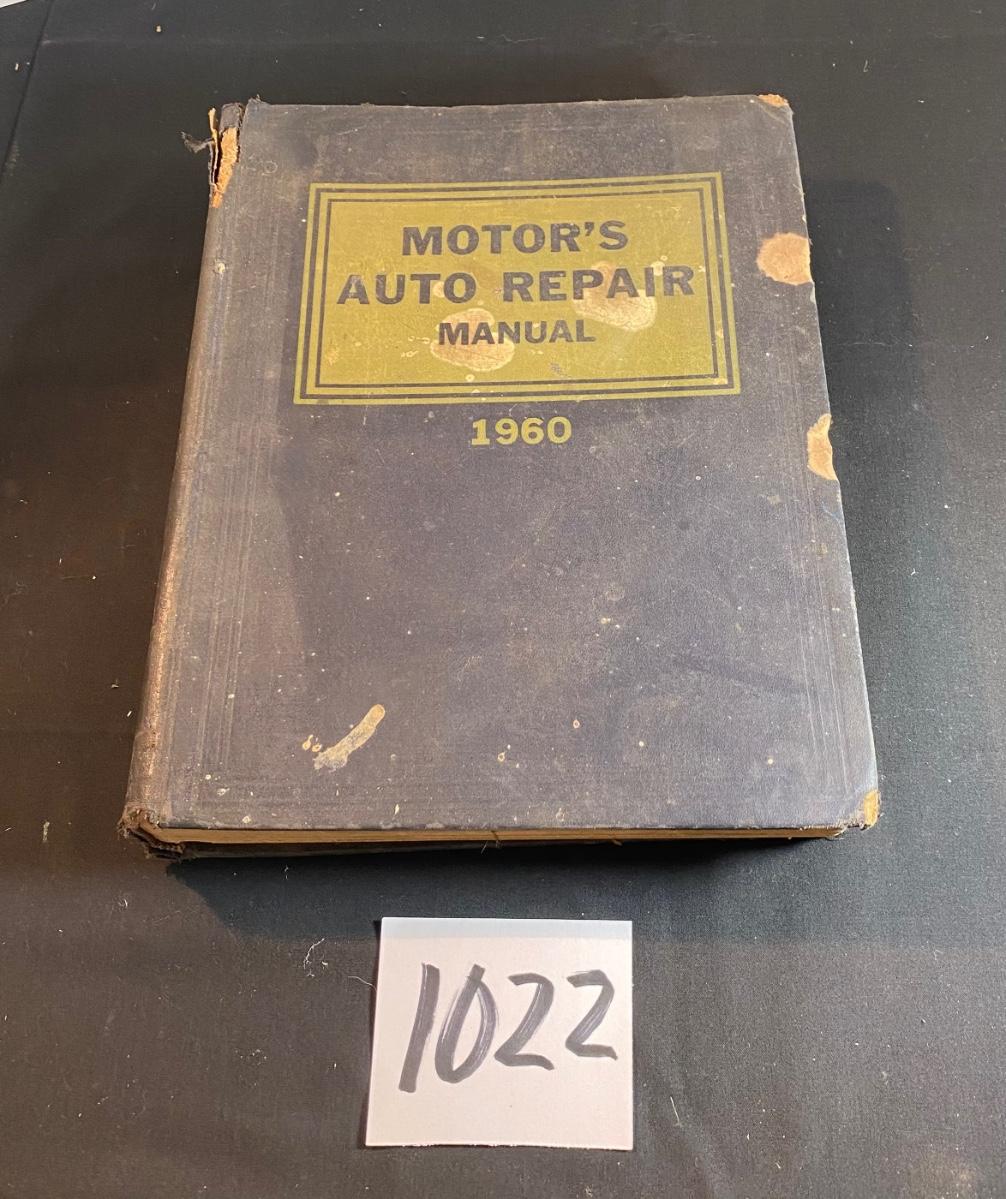 MOTOR'S
AUTO REPAIR
MANUAL
1960
1022